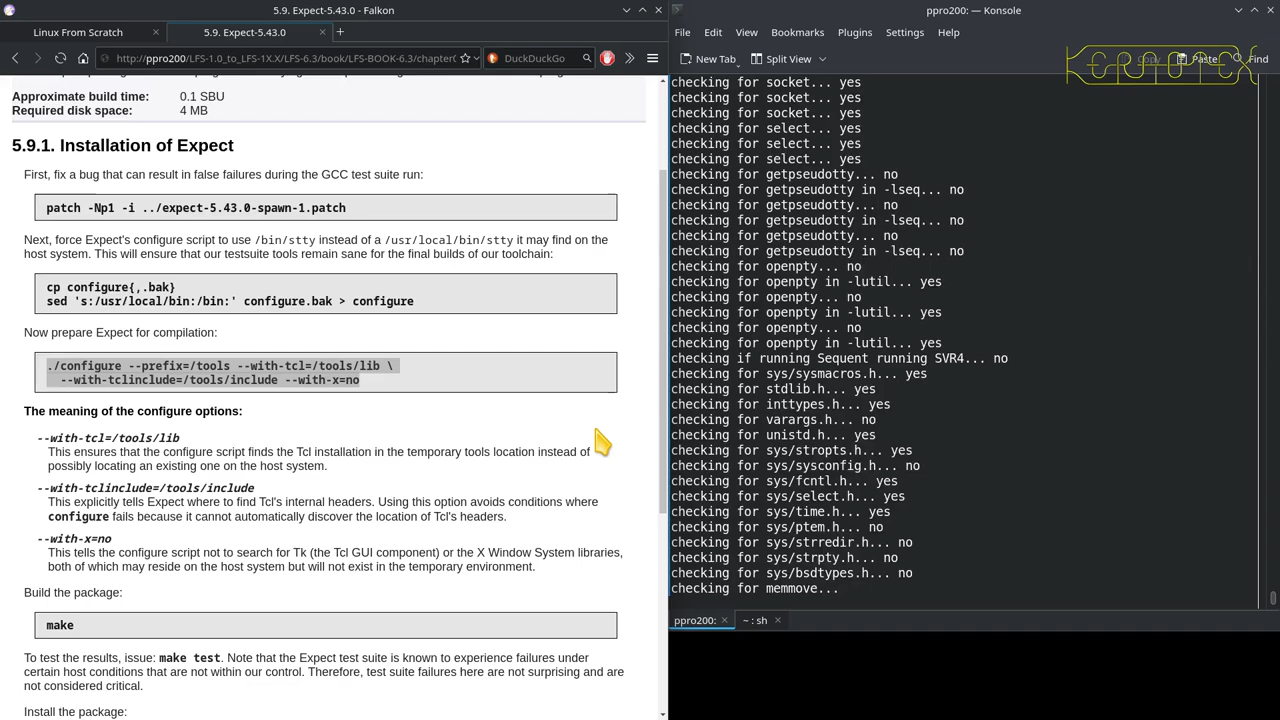 5.9. Expect-5.43.0 - Falkon
Linux From Scratch
5.9. Expect-5.43.0
http://ppro200/LFS-1.0_to_LFS-1X.X/LFS-6.3/book/LFS-BOOK-6.3/chapter0
DuckDuckGo
Approximate build time: 0.1 SBU
Required disk space: 4 MB
5.9.1. Installation of Expect
First, fix a bug that can result in false failures during the GCC test suite run:
patch -Np1 -i ../expect-5.43.0-spawn-1.patch
Next, force Expect's configure script to use /bin/stty instead of a /usr/local/bin/stty it may find on the
host system. This will ensure that our testsuite tools remain sane for the final builds of our toolchain:
cp configure{,.bak}
sed 's:/usr/local/bin:/bin:' configure.bak > configure
Now prepare Expect for compilation:
./configure --prefix=/tools --with-tcl=/tools/lib \
--with-tclinclude=/tools/include --with-x=no
The meaning of the configure options:
--with-tcl=/tools/lib
This ensures that the configure script finds the Tcl installation in the temporary tools location instead of
possibly locating an existing one on the host system.
--with-tclinclude=/tools/include
This explicitly tells Expect where to find Tcl's internal headers. Using this option avoids conditions where
configure fails because it cannot automatically discover the location of Tcl's headers.
--with-x=no
This tells the configure script not to search for Tk (the Tcl GUI component) or the X Window System libraries,
both of which may reside on the host system but will not exist in the temporary environment.
Build the package:
make
To test the results, issue: make test. Note that the Expect test suite is known to experience failures under
certain host conditions that are not within our control. Therefore, test suite failures here are not surprising and are
not considered critical.
Install the package:
ppro200: — Konsole
File Edit View Bookmarks Plugins Settings Help
New Tab Split View Copy Paste Find
checking for socket... yes
checking for socket... yes
checking for socket... yes
checking for select... yes
checking for select... yes
checking for select... yes
checking for getpseudotty... no
checking for getpseudotty in -lseq... no
checking for getpseudotty... no
checking for getpseudotty in -lseq... no
checking for getpseudotty... no
checking for getpseudotty in -lseq... no
checking for openpty... no
checking for openpty in -lutil... yes
checking for openpty... no
checking for openpty in -lutil... yes
checking for openpty... no
checking for openpty in -lutil... yes
checking if running Sequent running SVR4... no
checking for sys/sysmacros.h... yes
checking for stdlib.h... yes
checking for inttypes.h... yes
checking for varargs.h... no
checking for unistd.h... yes
checking for sys/stropts.h... yes
checking for sys/sysconfig.h... no
checking for sys/fcntl.h... yes
checking for sys/select.h... yes
checking for sys/time.h... yes
checking for sys/ptem.h... no
checking for sys/strredir.h... no
checking for sys/strpty.h... no
checking for sys/bsdtypes.h... no
checking for memmove...
ppro200:
~ : sh